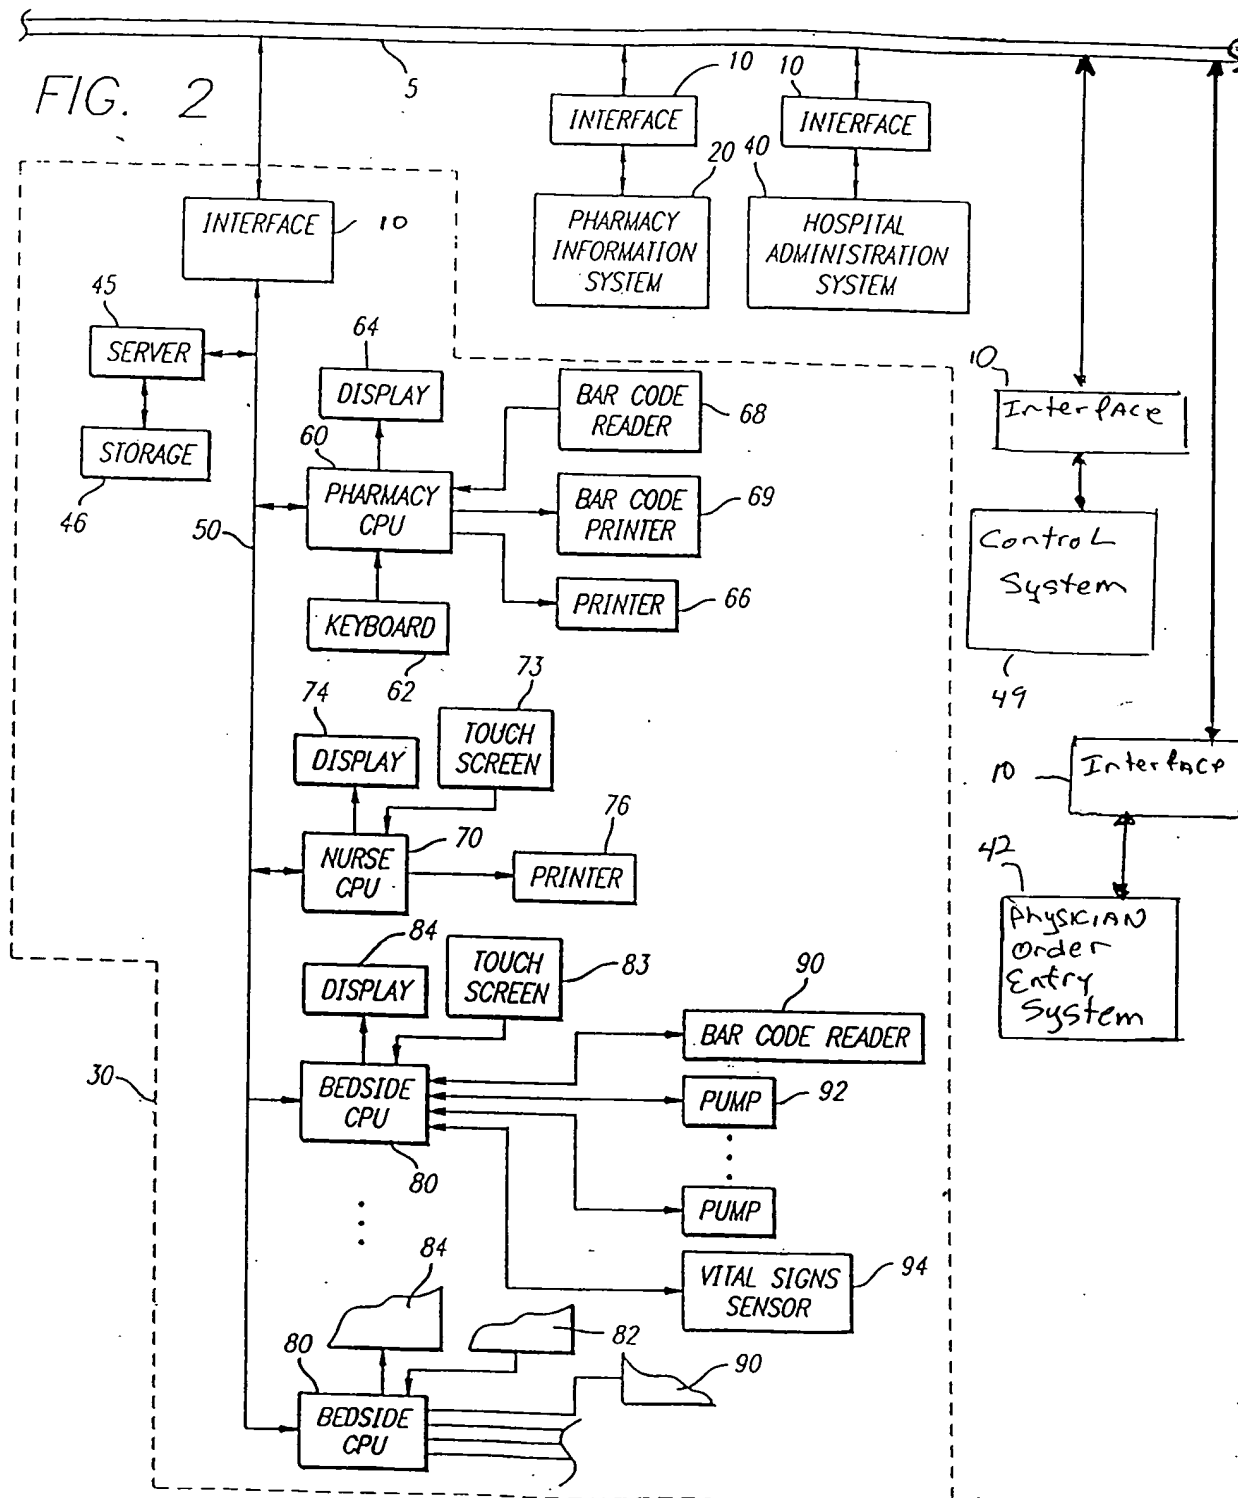 FIG. 2
5
10
INTERFACE
10
INTERFACE
INTERFACE
10
20
PHARMACY
INFORMATION
SYSTEM
40
HOSPITAL
ADMINISTRATION
SYSTEM
45
SERVER
STORAGE
46
64
DISPLAY
BAR CODE
READER
68
60
PHARMACY
CPU
BAR CODE
PRINTER
69
50
PRINTER
66
KEYBOARD
62
10
Interface
Control
System
49
74
DISPLAY
73
TOUCH
SCREEN
NURSE
CPU
70
76
PRINTER
10
Interface
42
Physician
Order
Entry
System
84
DISPLAY
TOUCH
SCREEN
83
90
BAR CODE READER
30
BEDSIDE
CPU
80
PUMP
92
PUMP
VITAL SIGNS
SENSOR
94
84
82
90
80
BEDSIDE
CPU